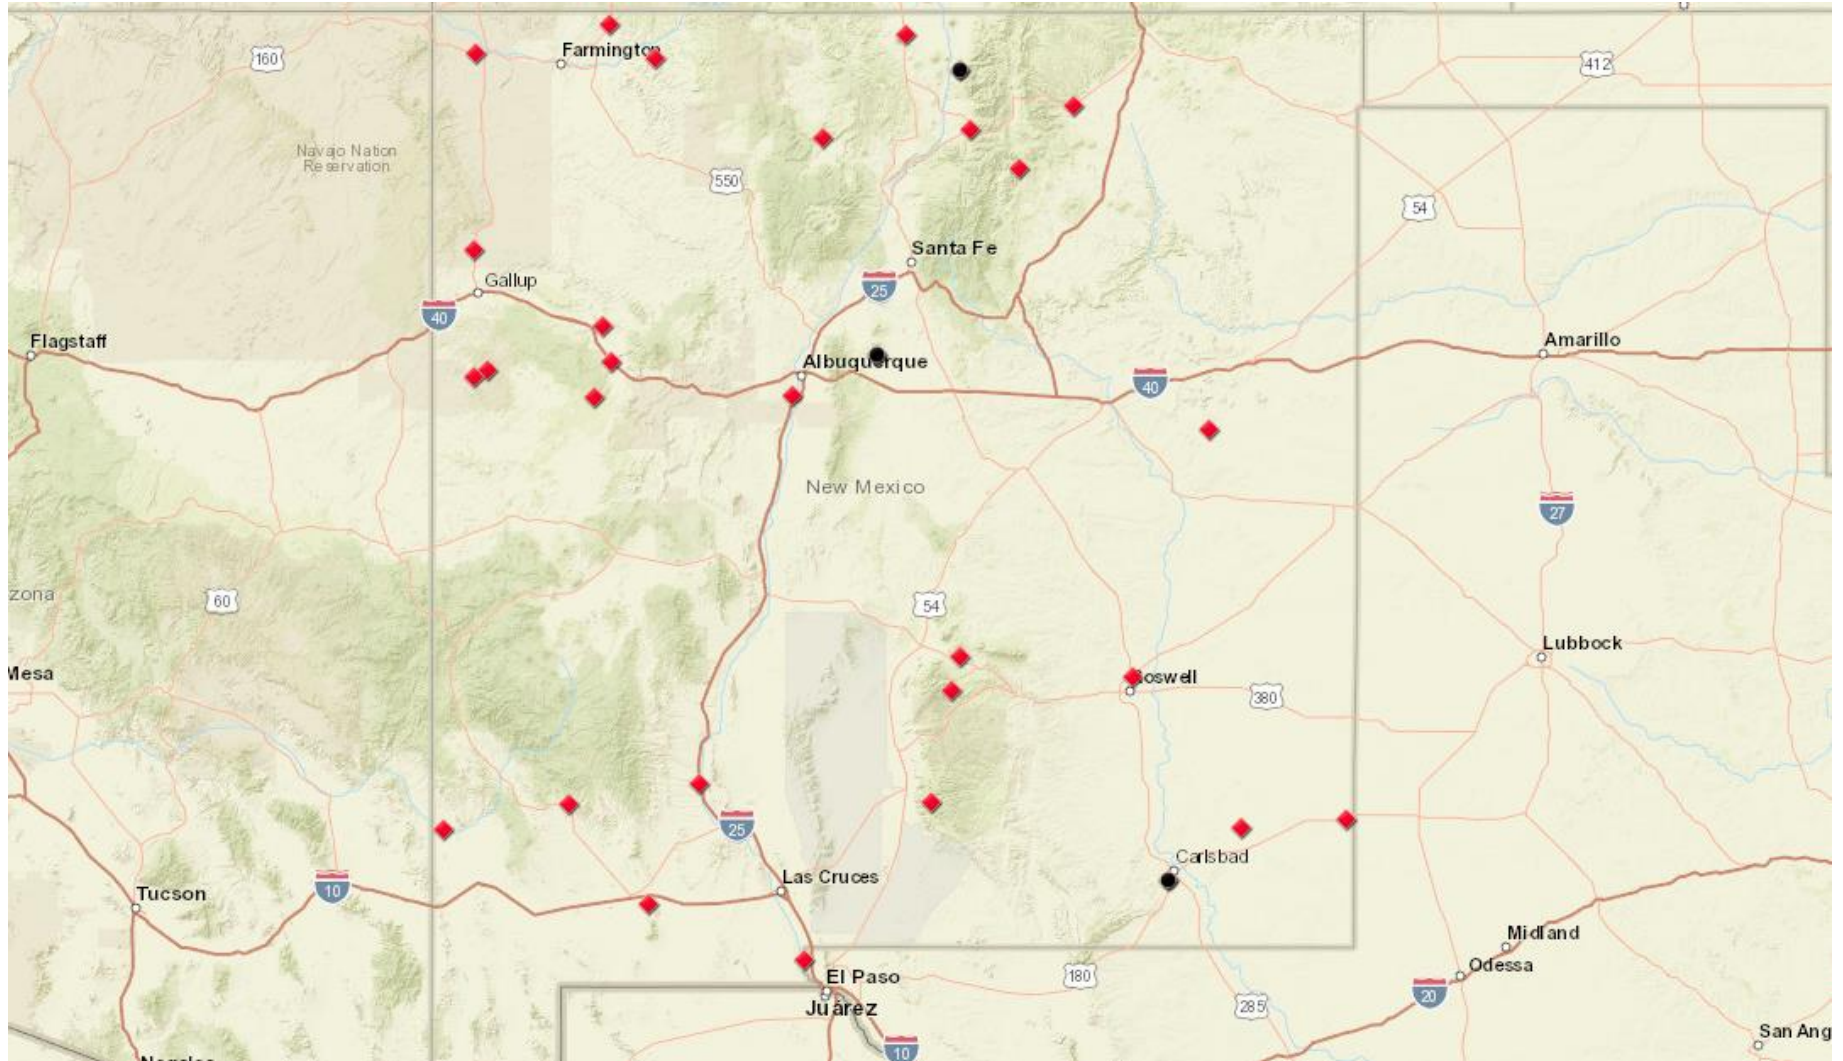 160
Farmington
412
Navajo Nation
Reservation
550
54
Santa Fe
Gallup
25
40
Flagstaff
Albuquerque
Amarillo
40
New Mexico
27
zona
60
54
Lubbock
Mesa
Roswell
380
25
Carlsbad
Las Cruces
10
Tucson
Midland
Odessa
El Paso
180
Juárez
20
285
San Ang
10
Nogales